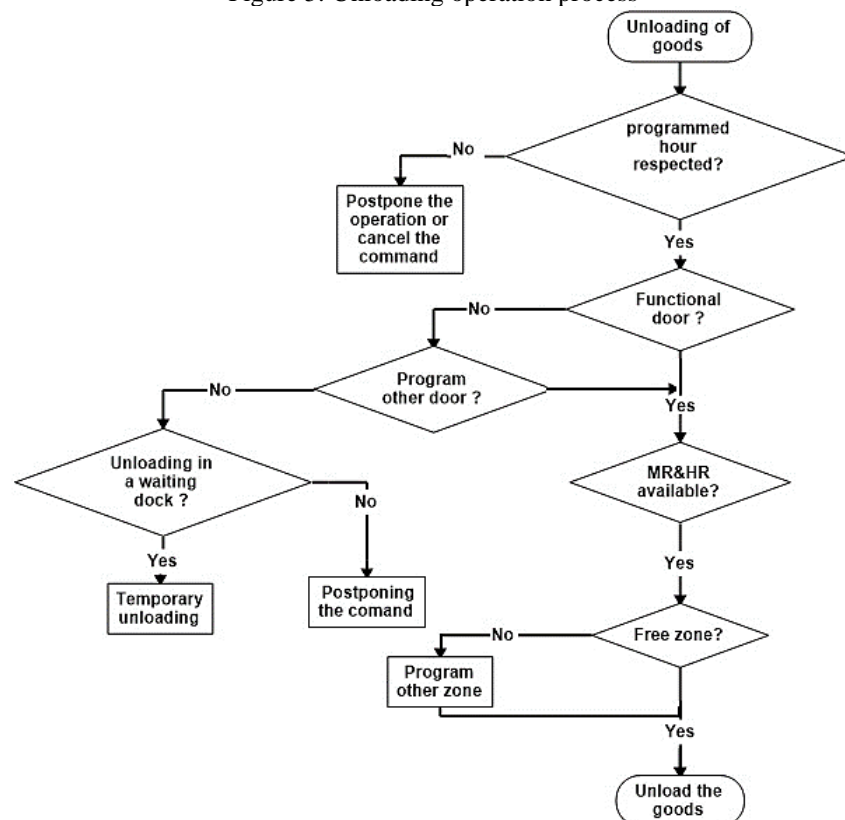 Figure 3: Unloading operation process
Unloading of
goods
programmed
hour
respected?
No
Postpone the
operation or
cancel the
command
Yes
Functional
door ?
No
Program
other door ?
No
Yes
Unloading in
a waiting
dock ?
MR&HR
available?
No
Yes
Yes
Temporary
unloading
Postponing
the comand
Free zone?
No
Program
other zone
Yes
Unload the
goods